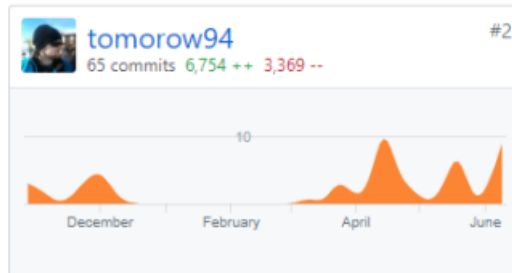 tomorow94
#2
65 commits 6,754 ++ 3,369 --
10
December February April June